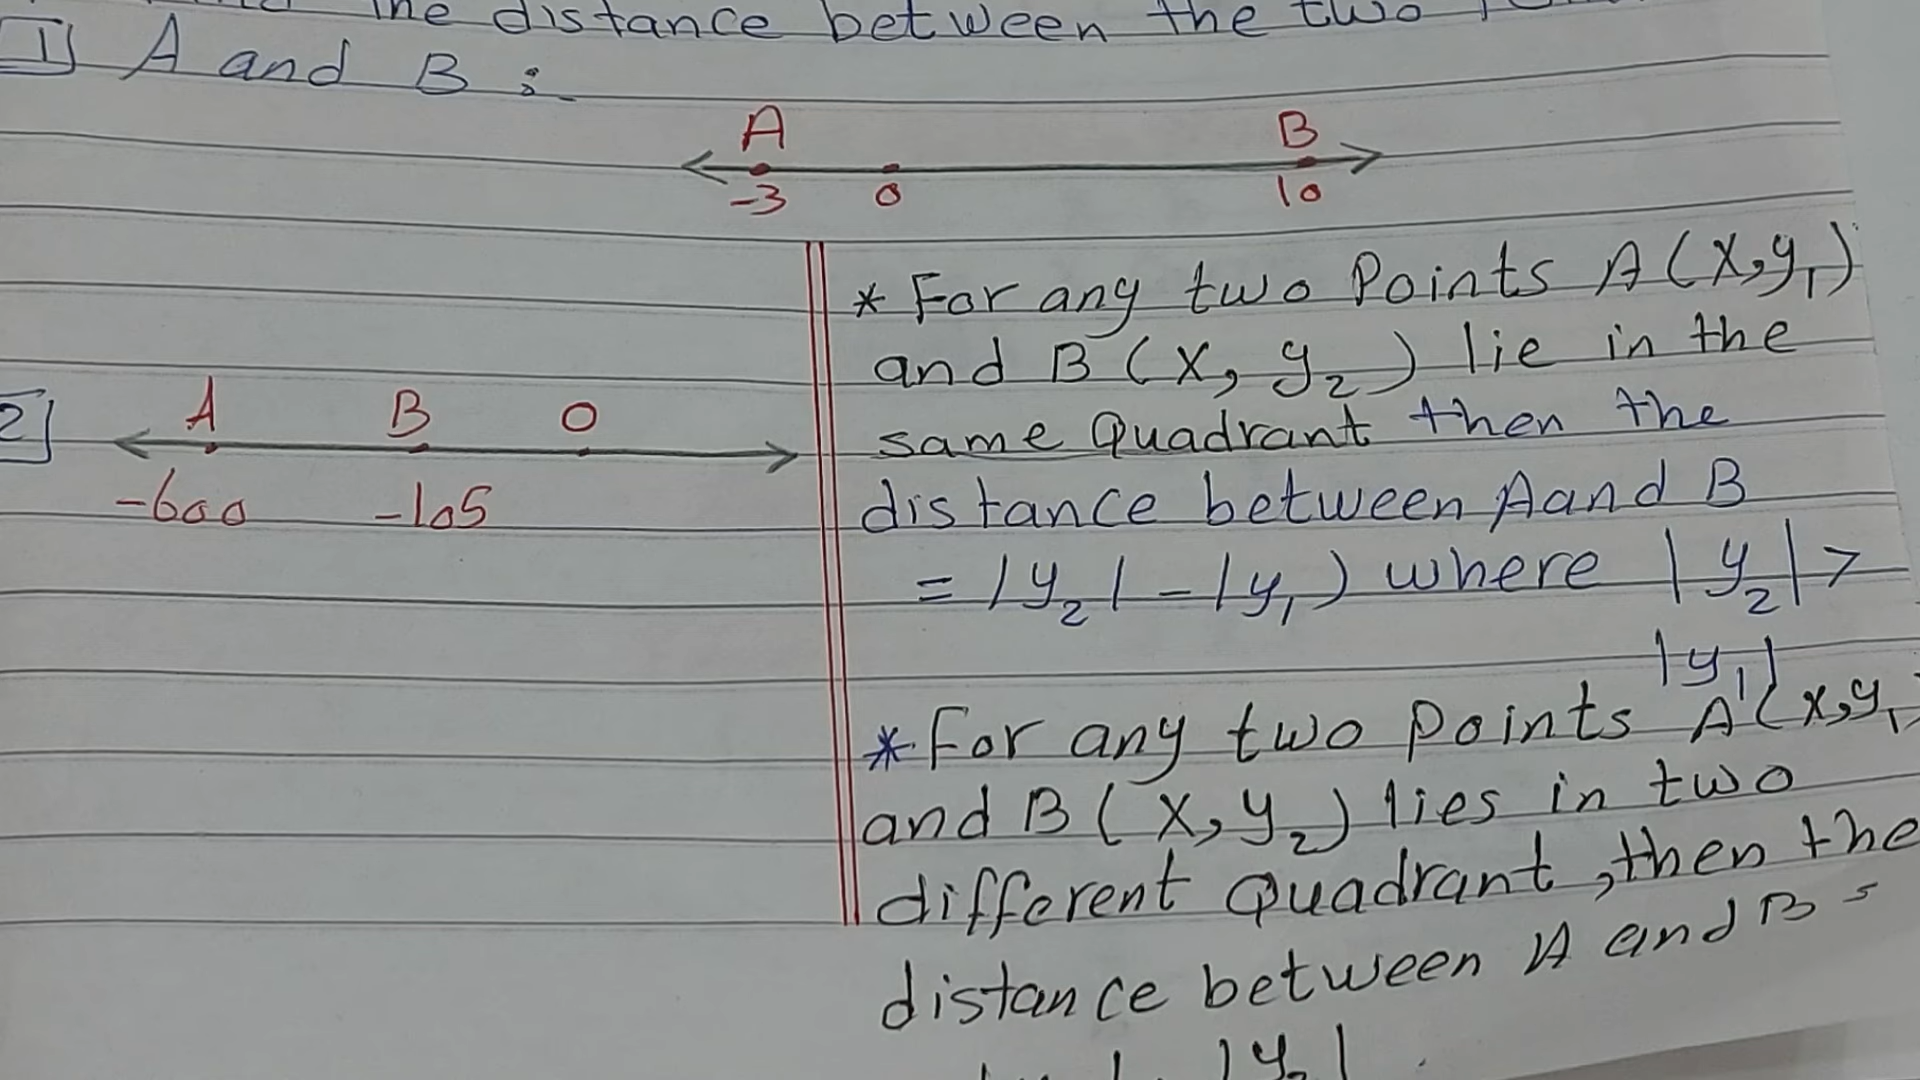 the distance between the two
1 A and B :
A B
-3 0 10
* For any two Points A(X,y₁)
and B (X, y₂) lie in the
same Quadrant then the
distance between A and B
= |y₂| - |y₁) where |y₂| >
|y₁|
2 A B 0
-600 -105
* For any two points A(X,y₁)
and B (X, y₂) lies in two
different Quadrant, then the
distance between A and B =
|y₂|